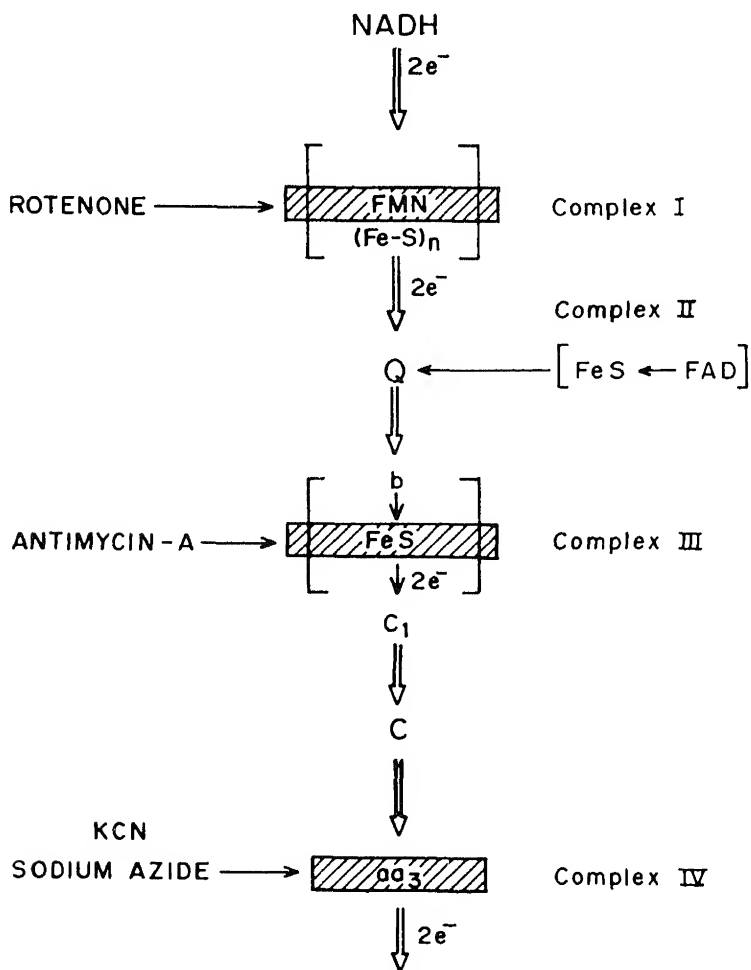 NADH
2e⁻
ROTENONE
FMN
Complex I
(Fe-S)n
2e⁻
Complex II
Q
[FeS ← FAD]
b
ANTIMYCIN-A
FeS
Complex III
2e⁻
C₁
C
KCN
SODIUM AZIDE
aa₃
Complex IV
2e⁻